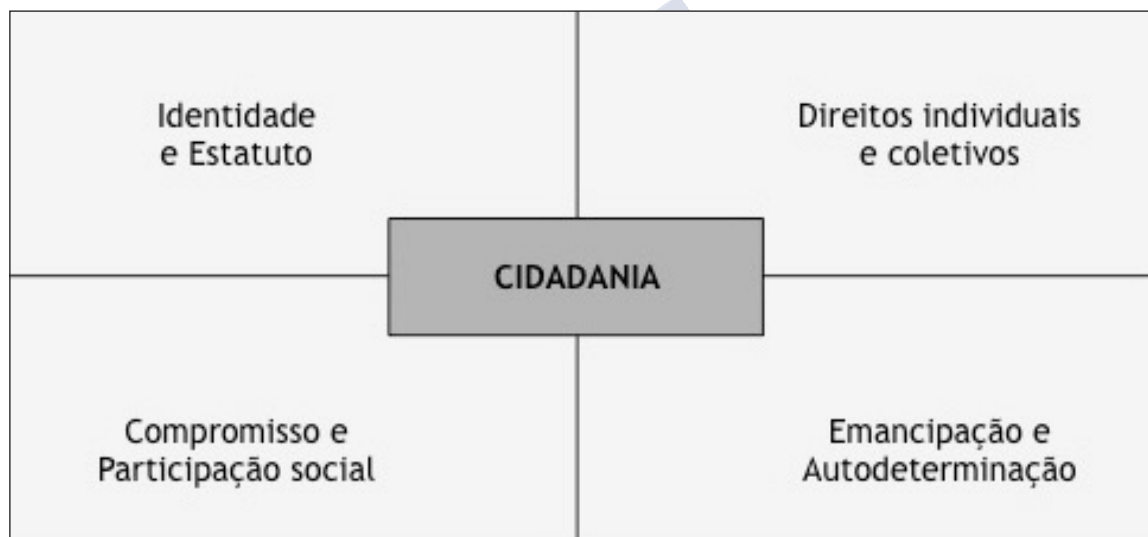 Identidade
e Estatuto
Direitos individuais
e coletivos
CIDADANIA
Compromisso e
Participação social
Emancipação e
Autodeterminação